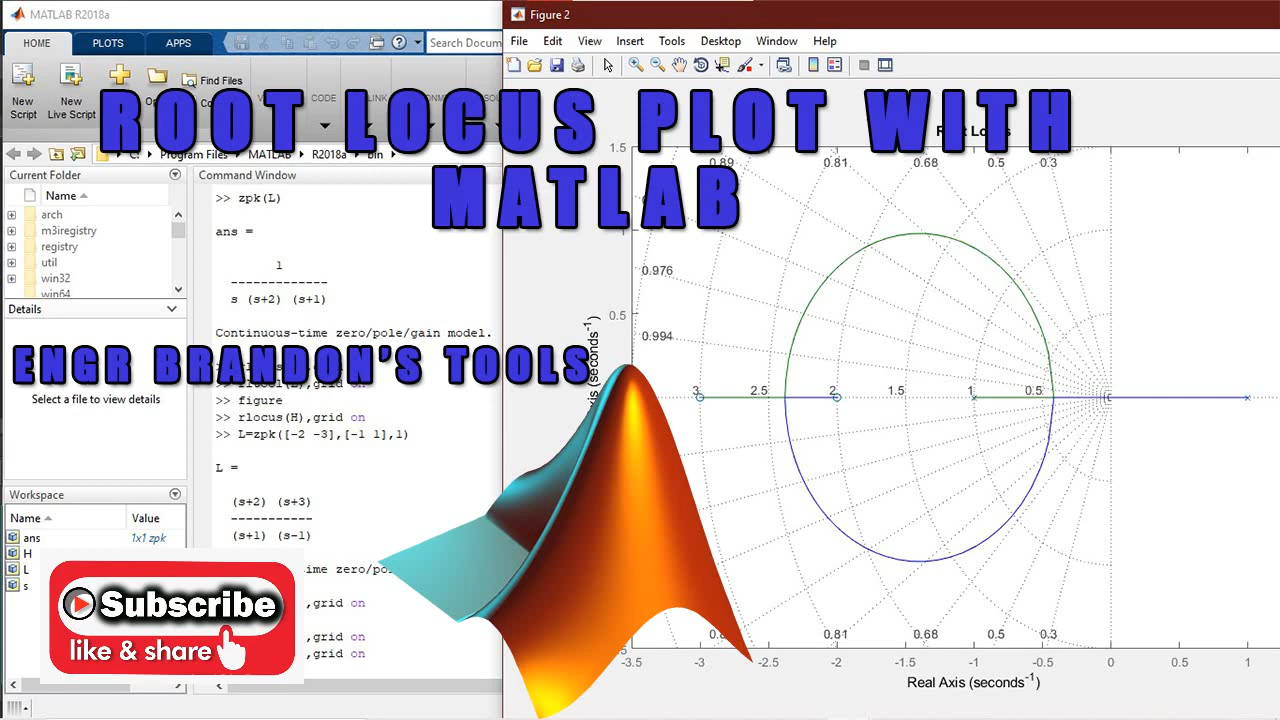 MATLAB R2018a
HOME PLOTS APPS
Search Docum
New Script
New Live Script
Find Files
ROOT LOCUS PLOT WITH
MATLAB
Program Files MATLAB R2018a bin
Current Folder
Name
arch
m3iregistry
registry
util
win32
win64
Details
ENGR BRANDON'S TOOLS
Select a file to view details
Workspace
Name Value
ans 1x1 zpk
H
L
s
Subscribe
like & share
Command Window
>> zpk(L)
ans =
1
-------------
s (s+2) (s+1)
Continuous-time zero/pole/gain model.
>> figure
>> rlocus(H),grid on
>> L=zpk([-2 -3],[-1 1],1)
L =
(s+2) (s+3)
-----------
(s+1) (s-1)
,grid on
,grid on
,grid on
Figure 2
File Edit View Insert Tools Desktop Window Help
1.5
0.89 0.81 0.68 0.5 0.3
1
0.976
0.5
0.994
3 2.5 2 1.5 1 0.5
0.81 0.68 0.5 0.3
-3.5 -3 -2.5 -2 -1.5 -1 -0.5 0 0.5 1
Real Axis (seconds-1)